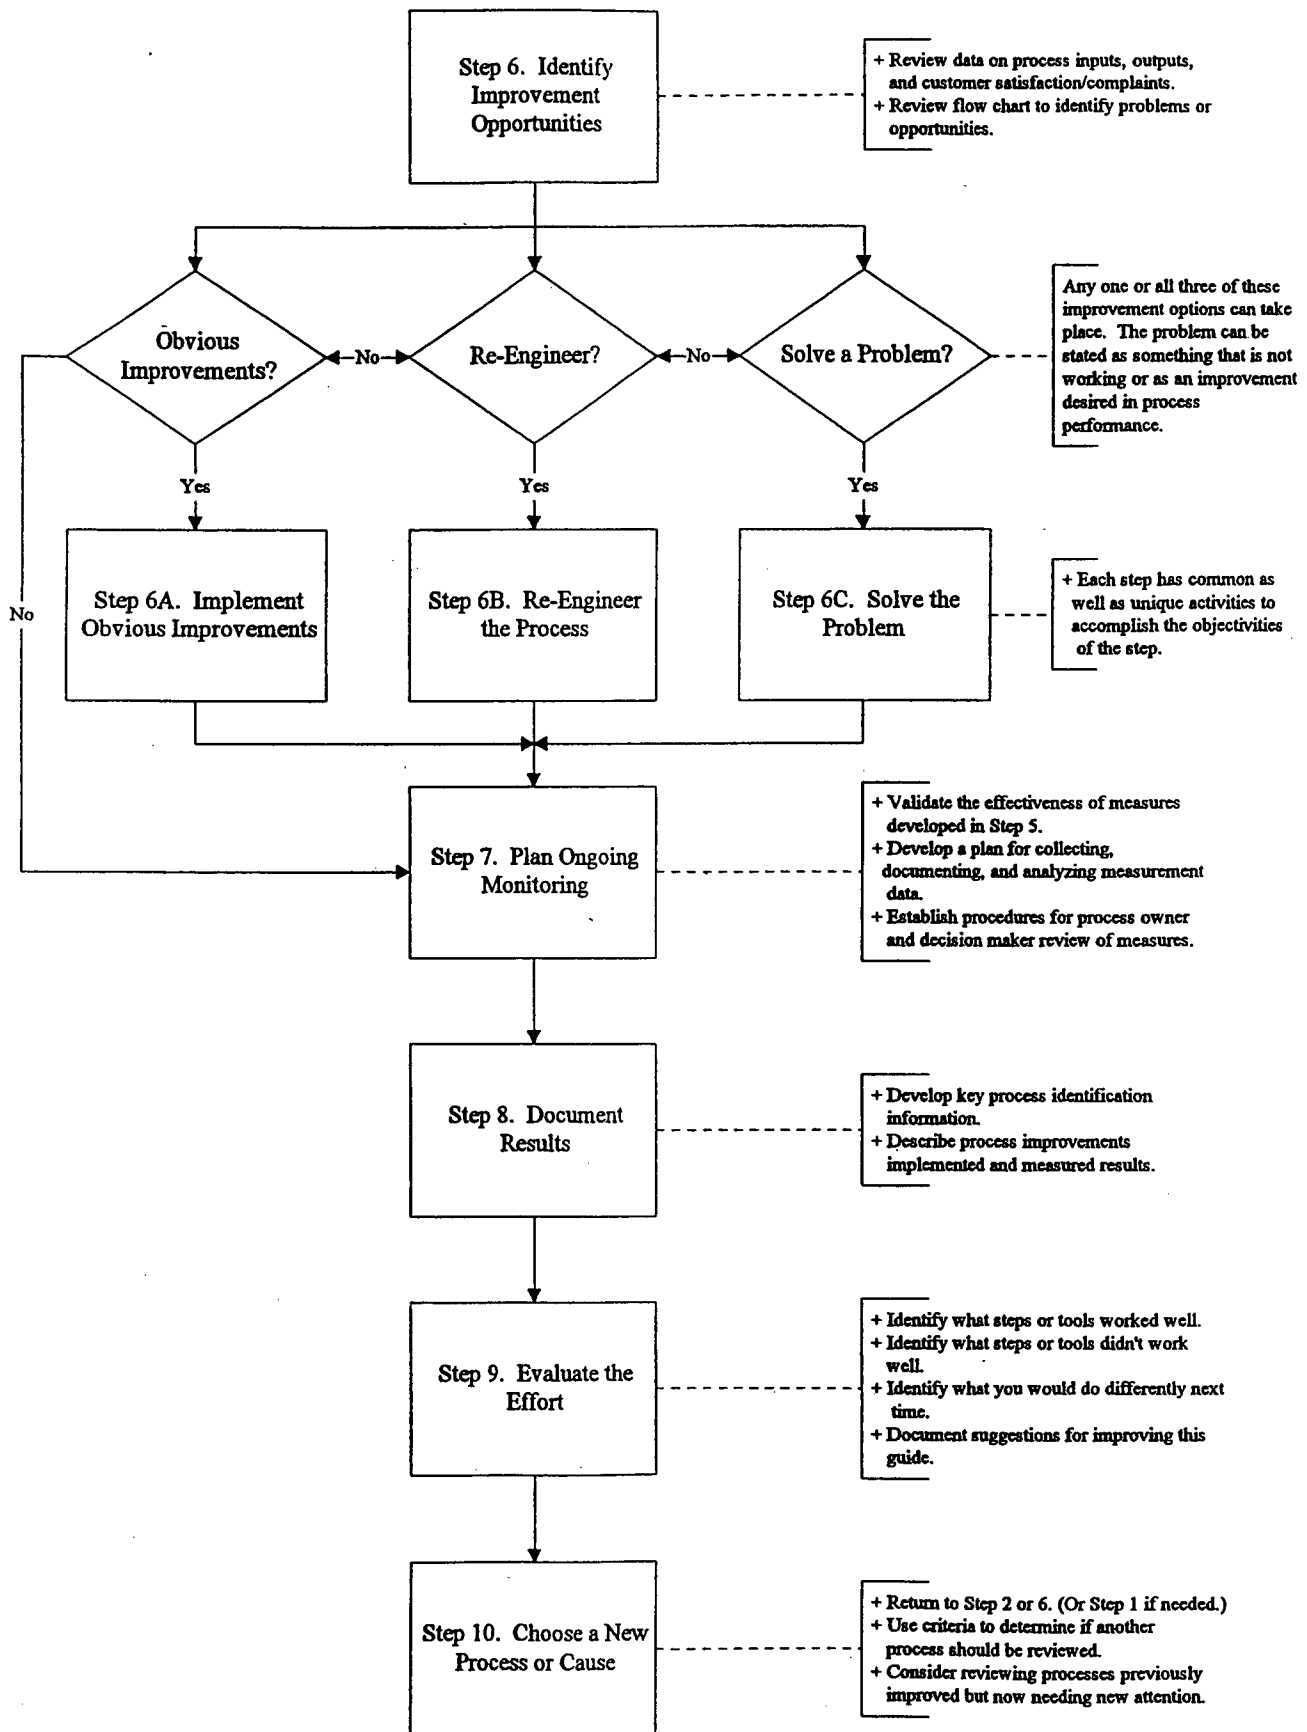 Step 6. Identify
Improvement
Opportunities
+ Review data on process inputs, outputs,
and customer satisfaction/complaints.
+ Review flow chart to identify problems or
opportunities.
Obvious
Improvements?
No
Re-Engineer?
No
Solve a Problem?
Any one or all three of these
improvement options can take
place. The problem can be
stated as something that is not
working or as an improvement
desired in process
performance.
Yes
Yes
Yes
No
Step 6A. Implement
Obvious Improvements
Step 6B. Re-Engineer
the Process
Step 6C. Solve the
Problem
+ Each step has common as
well as unique activities to
accomplish the objectivities
of the step.
Step 7. Plan Ongoing
Monitoring
+ Validate the effectiveness of measures
developed in Step 5.
+ Develop a plan for collecting,
documenting, and analyzing measurement
data.
+ Establish procedures for process owner
and decision maker review of measures.
Step 8. Document
Results
+ Develop key process identification
information.
+ Describe process improvements
implemented and measured results.
Step 9. Evaluate the
Effort
+ Identify what steps or tools worked well.
+ Identify what steps or tools didn't work
well.
+ Identify what you would do differently next
time.
+ Document suggestions for improving this
guide.
Step 10. Choose a New
Process or Cause
+ Return to Step 2 or 6. (Or Step 1 if needed.)
+ Use criteria to determine if another
process should be reviewed.
+ Consider reviewing processes previously
improved but now needing new attention.